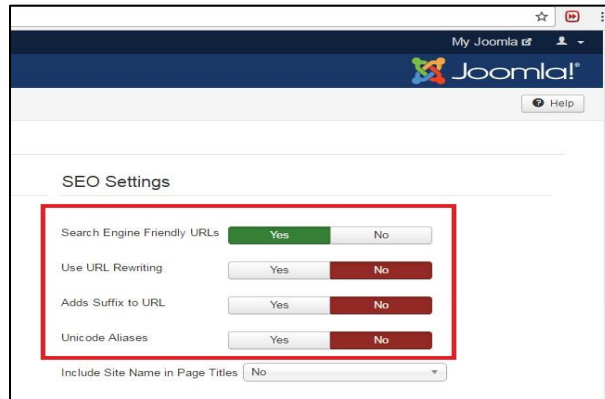 My Joomla
Joomla!®
Help
SEO Settings
Search Engine Friendly URLs Yes No
Use URL Rewriting Yes No
Adds Suffix to URL Yes No
Unicode Aliases Yes No
Include Site Name in Page Titles No